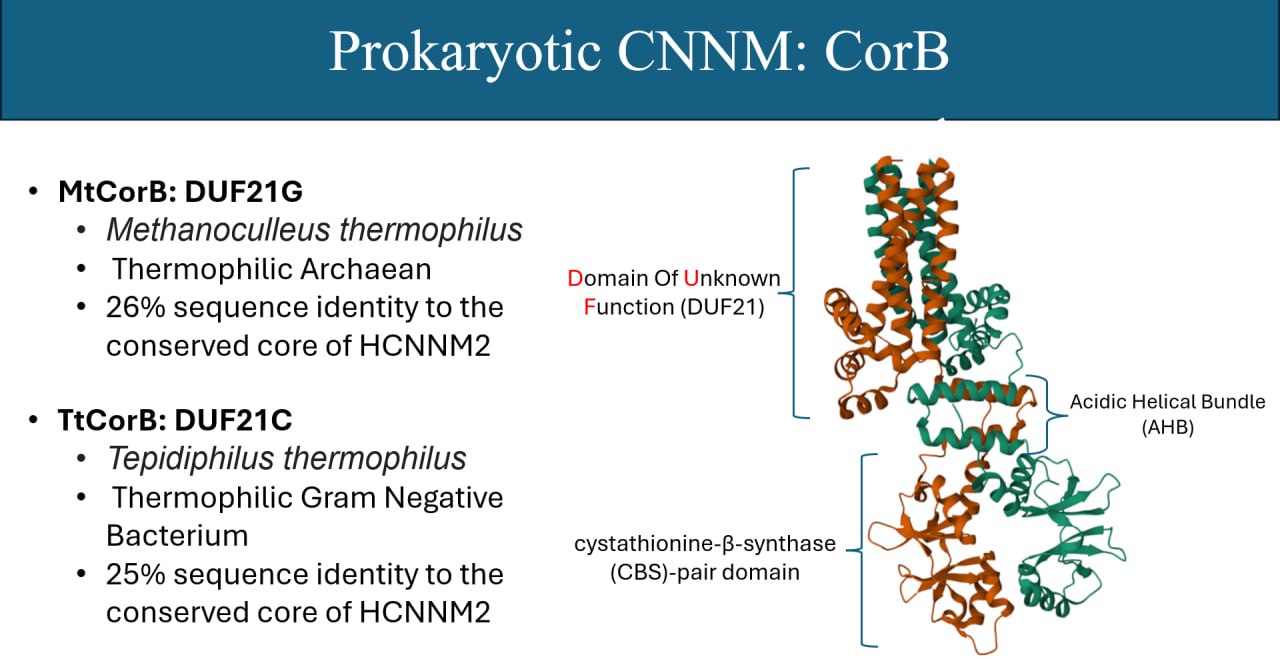 Prokaryotic CNNM: CorB
• MtCorB: DUF21G
• Methanoculleus thermophilus
• Thermophilic Archaean
• 26% sequence identity to the
conserved core of HCNNM2
• TtCorB: DUF21C
• Tepidiphilus thermophilus
• Thermophilic Gram Negative
Bacterium
• 25% sequence identity to the
conserved core of HCNNM2
Domain Of Unknown
Function (DUF21)
Acidic Helical Bundle
(AHB)
cystathionine-β-synthase
(CBS)-pair domain